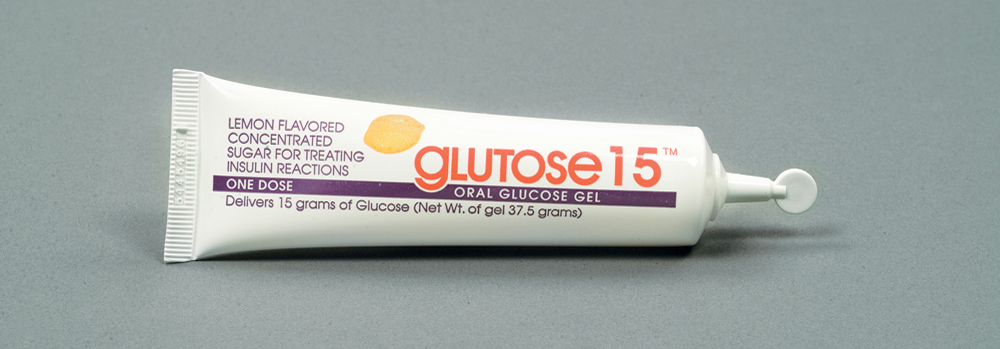 LEMON FLAVORED
CONCENTRATED
SUGAR FOR TREATING
INSULIN REACTIONS
glutose 15™
ONE DOSE
ORAL GLUCOSE GEL
Delivers 15 grams of Glucose (Net Wt. of gel 37.5 grams)